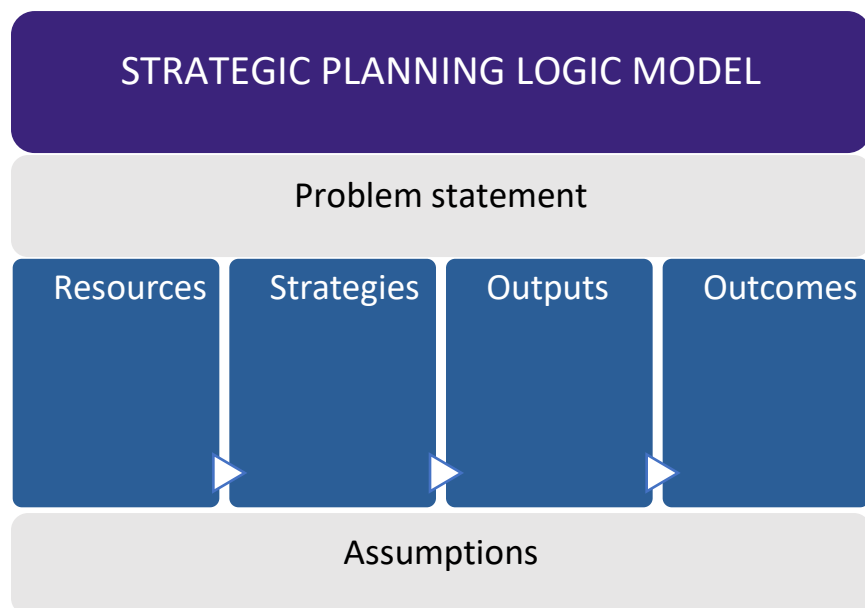 STRATEGIC PLANNING LOGIC MODEL
Problem statement
Resources
Strategies
Outputs
Outcomes
Assumptions